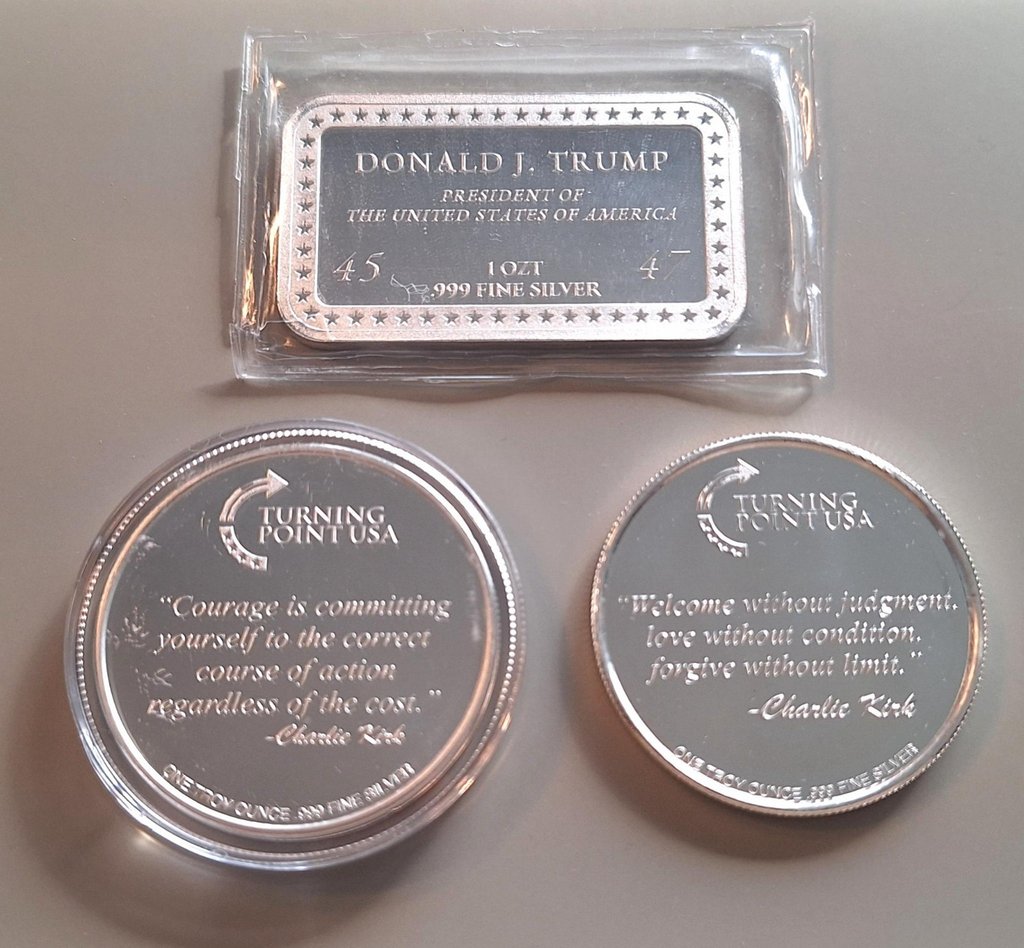 DONALD J. TRUMP
PRESIDENT OF
THE UNITED STATES OF AMERICA
45 1 OZT 47
.999 FINE SILVER
TURNING
POINT USA
"Courage is committing
yourself to the correct
course of action
regardless of the cost."
-Charlie Kirk
ONE TROY OUNCE .999 FINE SILVER
TURNING
POINT USA
"Welcome without judgment,
love without condition,
forgive without limit."
-Charlie Kirk
ONE TROY OUNCE .999 FINE SILVER